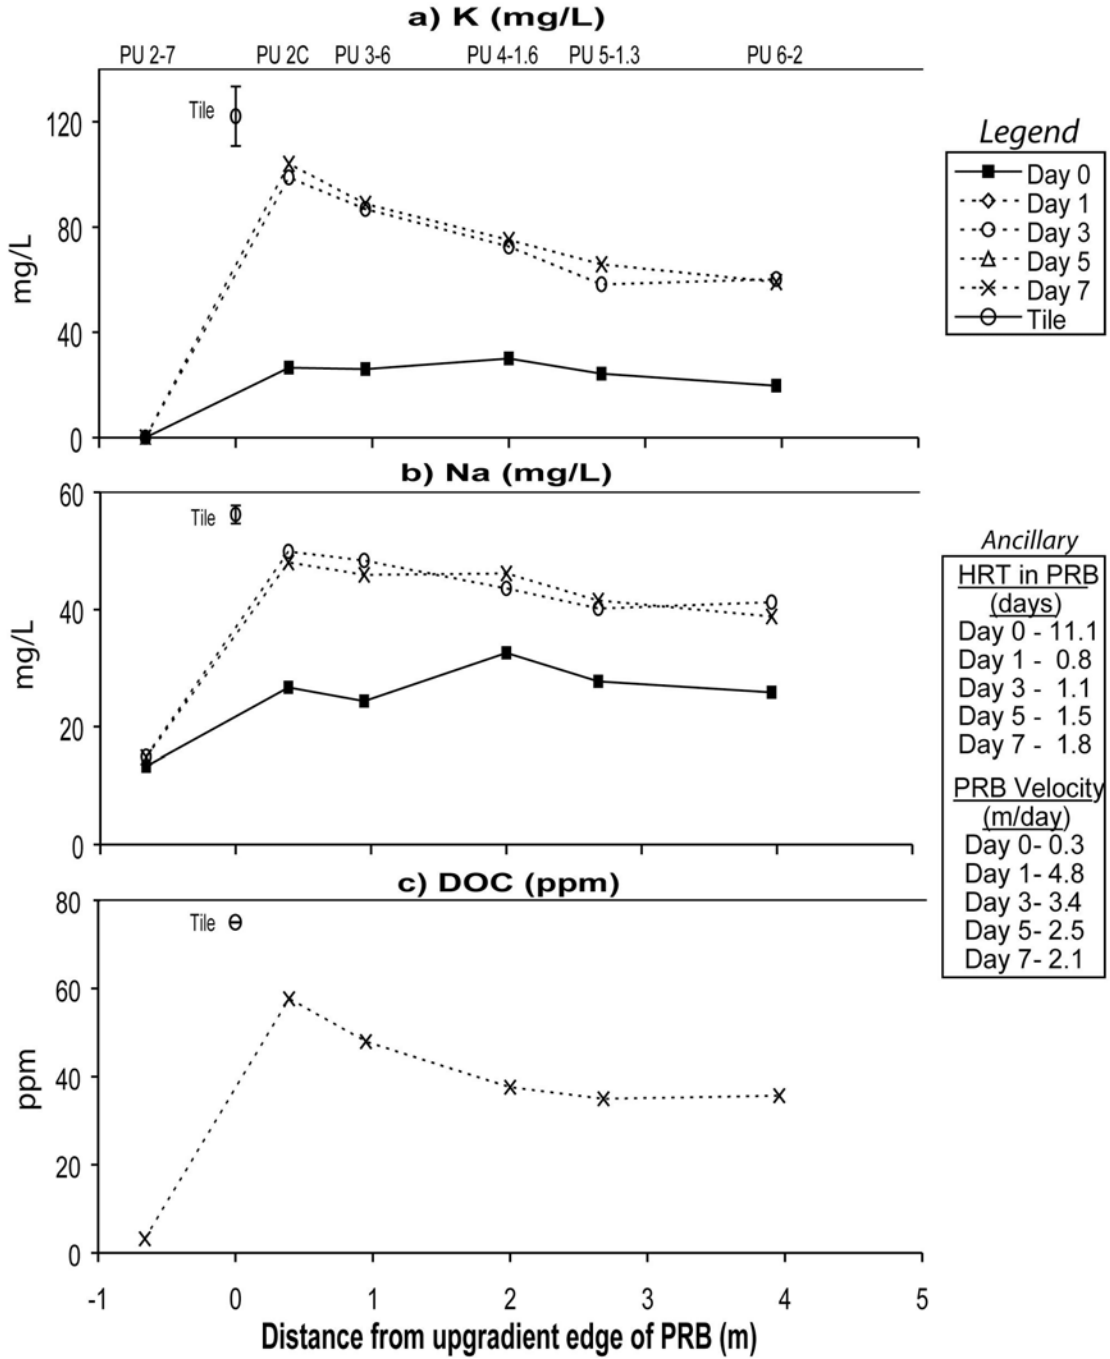 a) K (mg/L)
PU 2-7 PU 2C PU 3-6 PU 4-1.6 PU 5-1.3 PU 6-2
Tile
120
80
40
0
mg/L
Legend
Day 0
Day 1
Day 3
Day 5
Day 7
Tile
b) Na (mg/L)
60
Tile
40
20
0
mg/L
Ancillary
HRT in PRB
(days)
Day 0 - 11.1
Day 1 - 0.8
Day 3 - 1.1
Day 5 - 1.5
Day 7 - 1.8
PRB Velocity
(m/day)
Day 0- 0.3
Day 1- 4.8
Day 3- 3.4
Day 5- 2.5
Day 7- 2.1
c) DOC (ppm)
80
Tile
60
40
20
0
ppm
-1 0 1 2 3 4 5
Distance from upgradient edge of PRB (m)